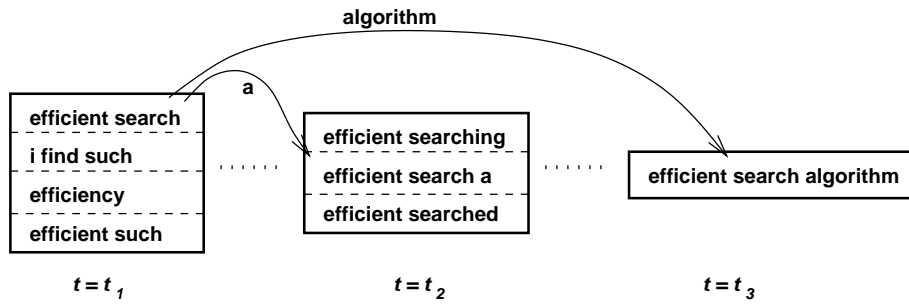 algorithm
a
efficient search
i find such
efficiency
efficient such
efficient searching
efficient search a
efficient searched
efficient search algorithm
t = t 1
t = t 2
t = t 3